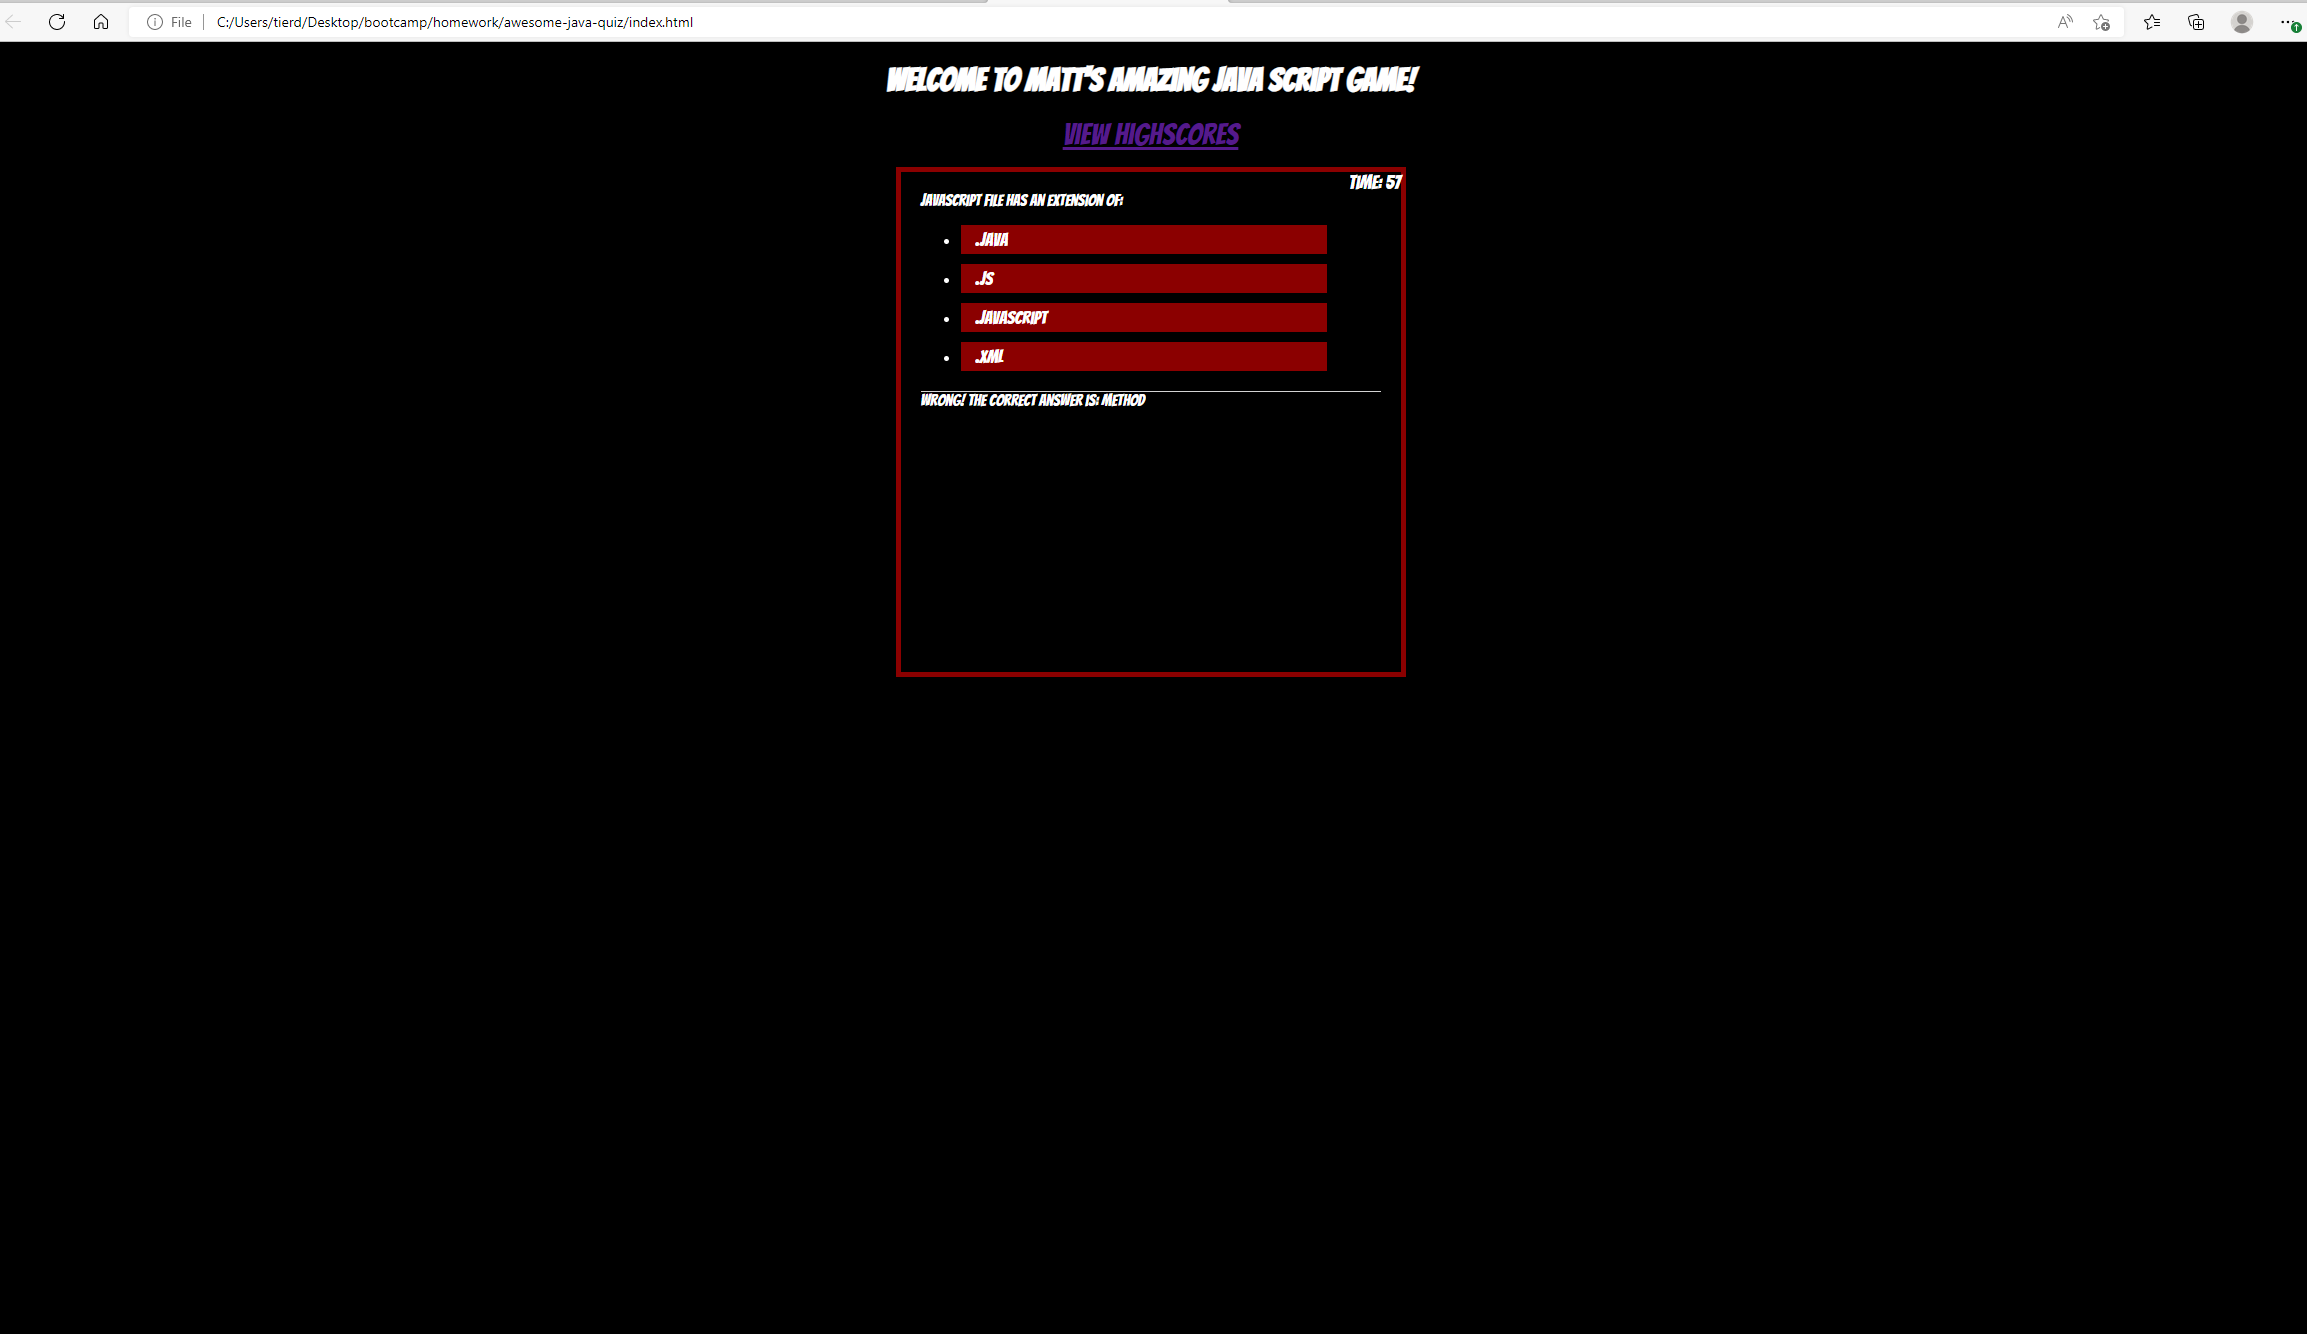 File C:/Users/tierd/Desktop/bootcamp/homework/awesome-java-quiz/index.html
WELCOME TO MATT'S AMAZING JAVA SCRIPT GAME!
VIEW HIGHSCORES
TIME: 57
JAVASCRIPT FILE HAS AN EXTENSION OF:
.JAVA
.JS
.JAVASCRIPT
.XML
WRONG! THE CORRECT ANSWER IS: METHOD